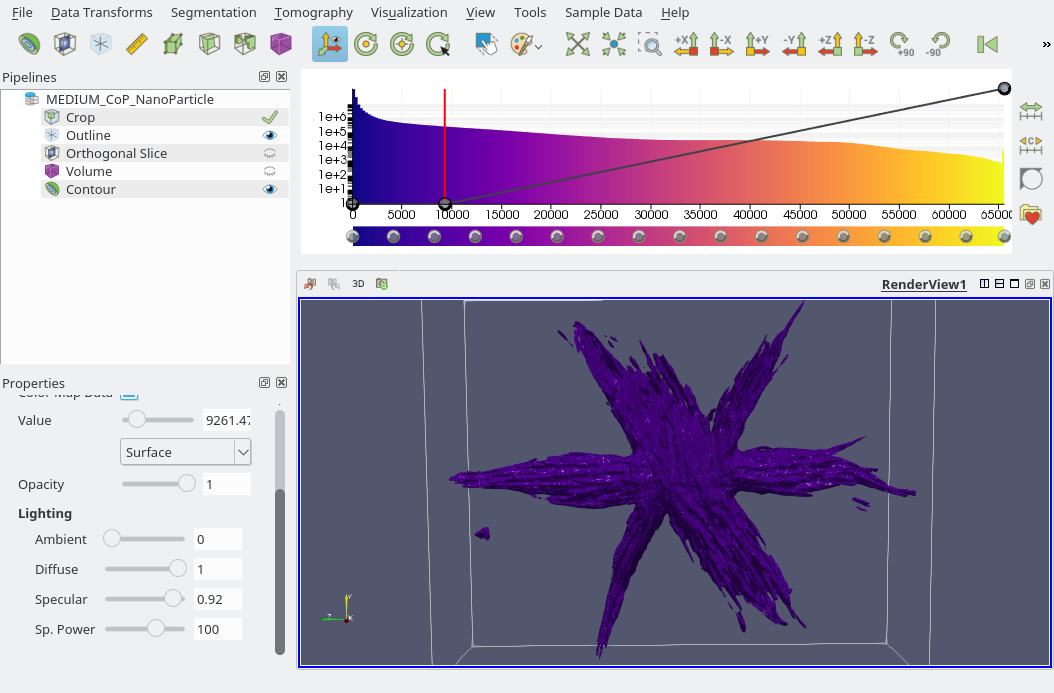 File Data Transforms Segmentation Tomography Visualization View Tools Sample Data Help
+X -X +Y -Y +Z -Z +90 -90 »
Pipelines
MEDIUM_CoP_NanoParticle
Crop
Outline
Orthogonal Slice
Volume
Contour
1e+6
1e+5
1e+4
1e+3
1e+2
1e+1
0 5000 10000 15000 20000 25000 30000 35000 40000 45000 50000 55000 60000 65000
C
3D RenderView1
Properties
Color Map Data
Value 9261.47
Surface
Opacity 1
Lighting
Ambient 0
Diffuse 1
Specular 0.92
Sp. Power 100
Y
Z X